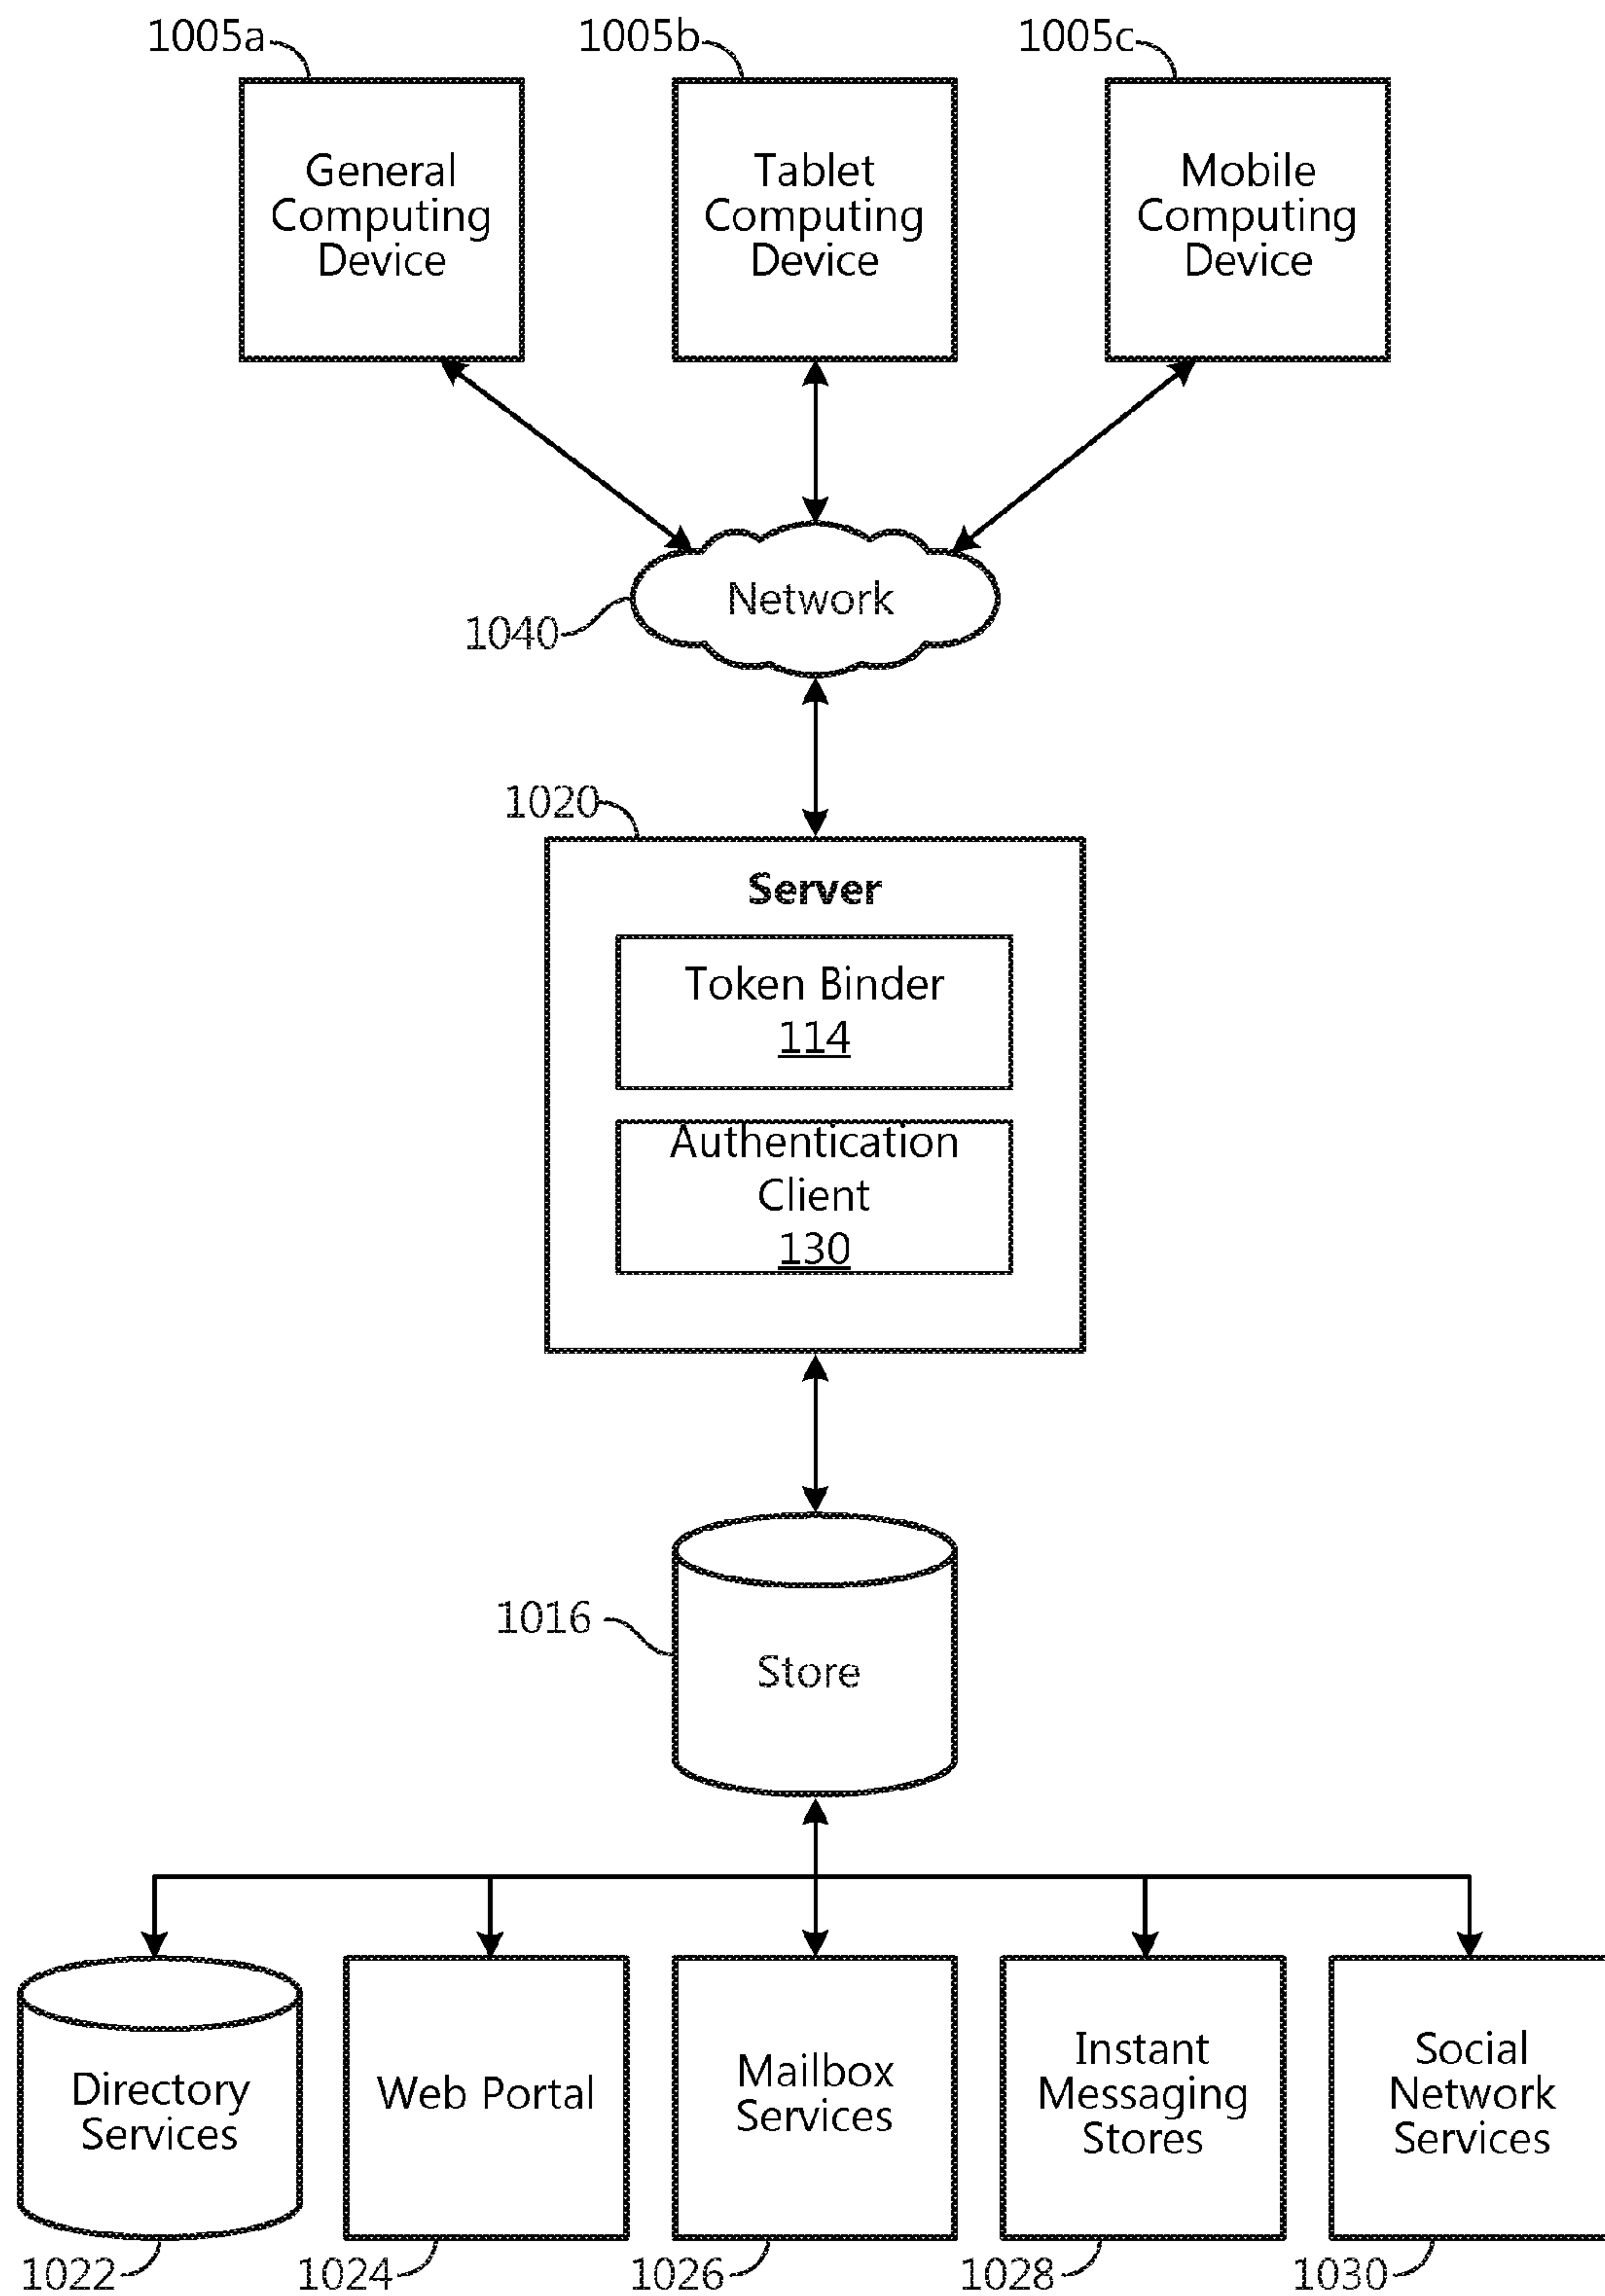 1005a
1005b
1005c
General
Computing
Device
Tablet
Computing
Device
Mobile
Computing
Device
Network
1040
1020
Server
Token Binder
114
Authentication
Client
130
1016
Store
Directory
Services
Web Portal
Mailbox
Services
Instant
Messaging
Stores
Social
Network
Services
1022
1024
1026
1028
1030